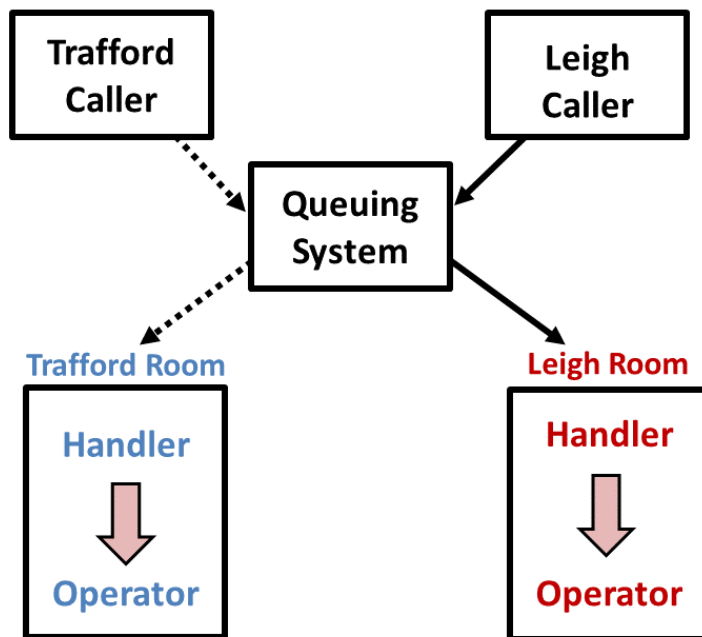 Trafford
Caller
Leigh
Caller
Queuing
System
Trafford Room
Leigh Room
Handler
Operator
Handler
Operator